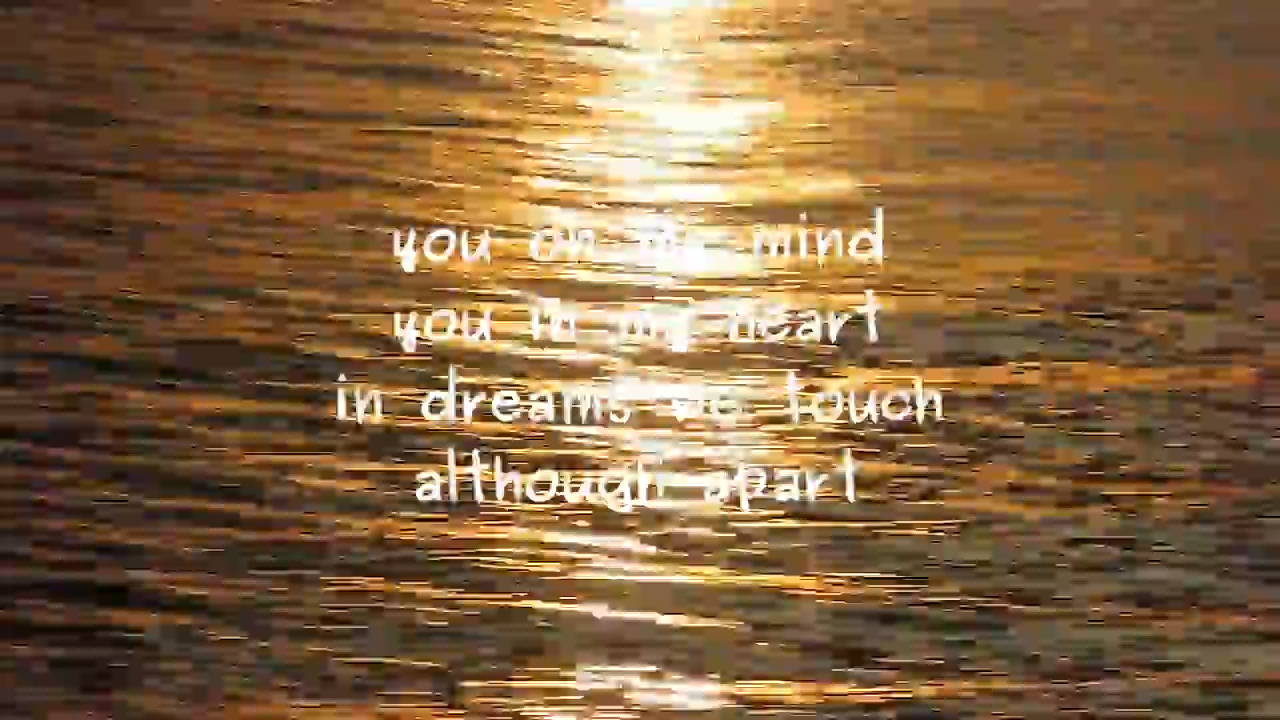 you on my mind
you in my heart
in dreams we touch
although apart